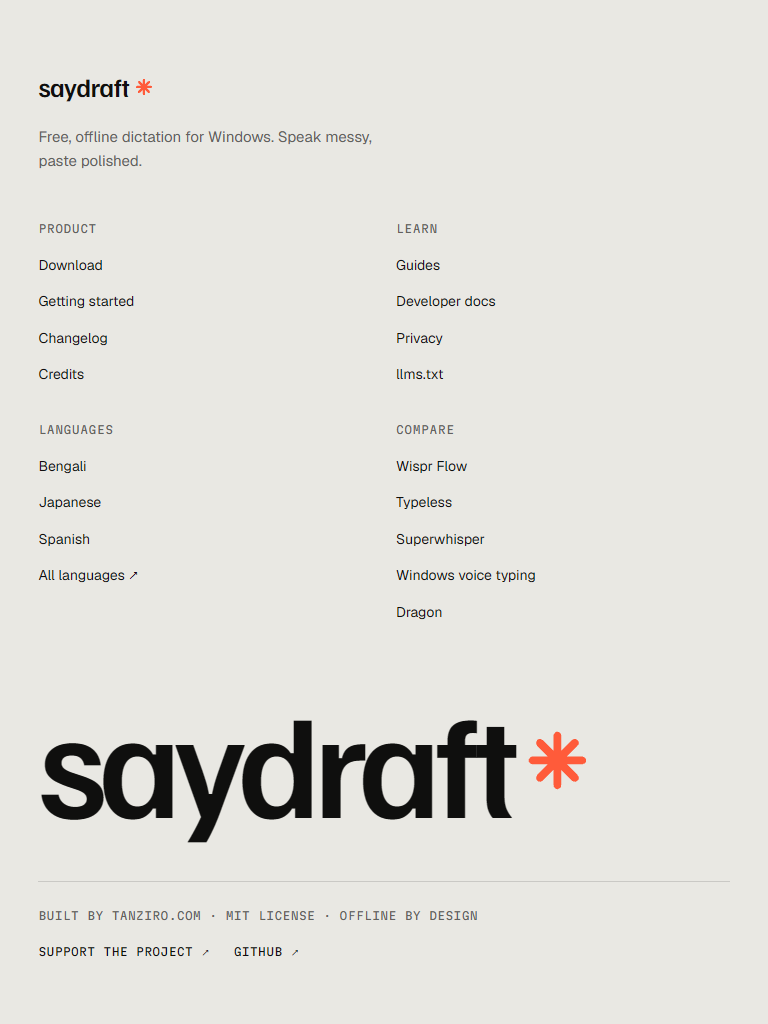 saydraft
Free, offline dictation for Windows. Speak messy,
paste polished.
PRODUCT
Download
Getting started
Changelog
Credits
LEARN
Guides
Developer docs
Privacy
llms.txt
LANGUAGES
Bengali
Japanese
Spanish
All languages ↗
COMPARE
Wispr Flow
Typeless
Superwhisper
Windows voice typing
Dragon
saydraft
BUILT BY TANZIRO.COM · MIT LICENSE · OFFLINE BY DESIGN
SUPPORT THE PROJECT ↗ GITHUB ↗